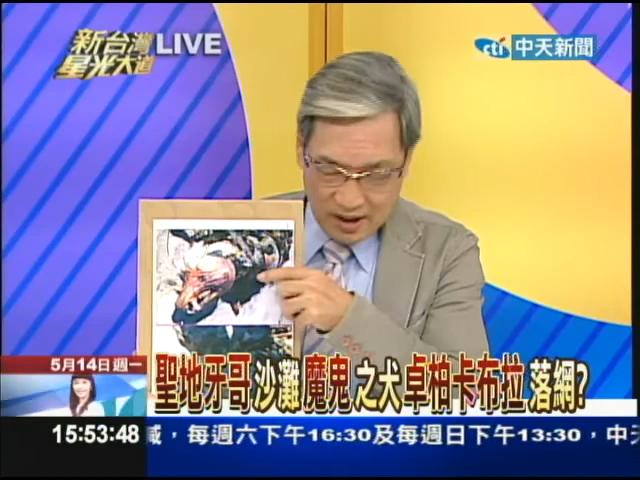 新台灣
星光大道
LIVE
cti 中天新聞
5月14日週一
聖地牙哥沙灘魔鬼之犬卓柏卡布拉落網?
15:53:48
，每週六下午16:30及每週日下午13:30，中